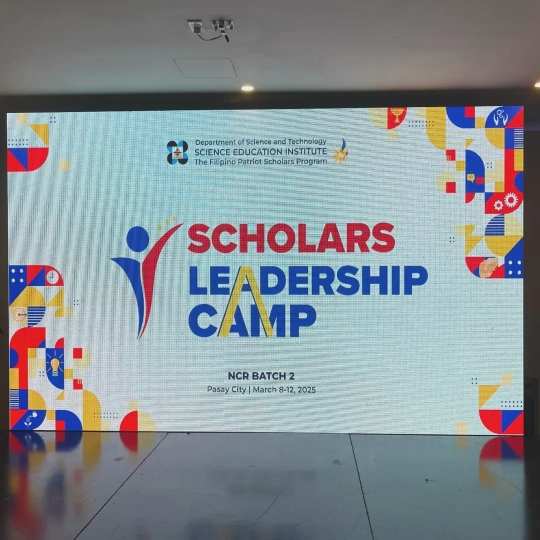 Department of Science and Technology
SCIENCE EDUCATION INSTITUTE
The Filipino Patriot Scholars Program
SCHOLARS
LEADERSHIP
CAMP
NCR BATCH 2
Pasay City | March 8-12, 2025